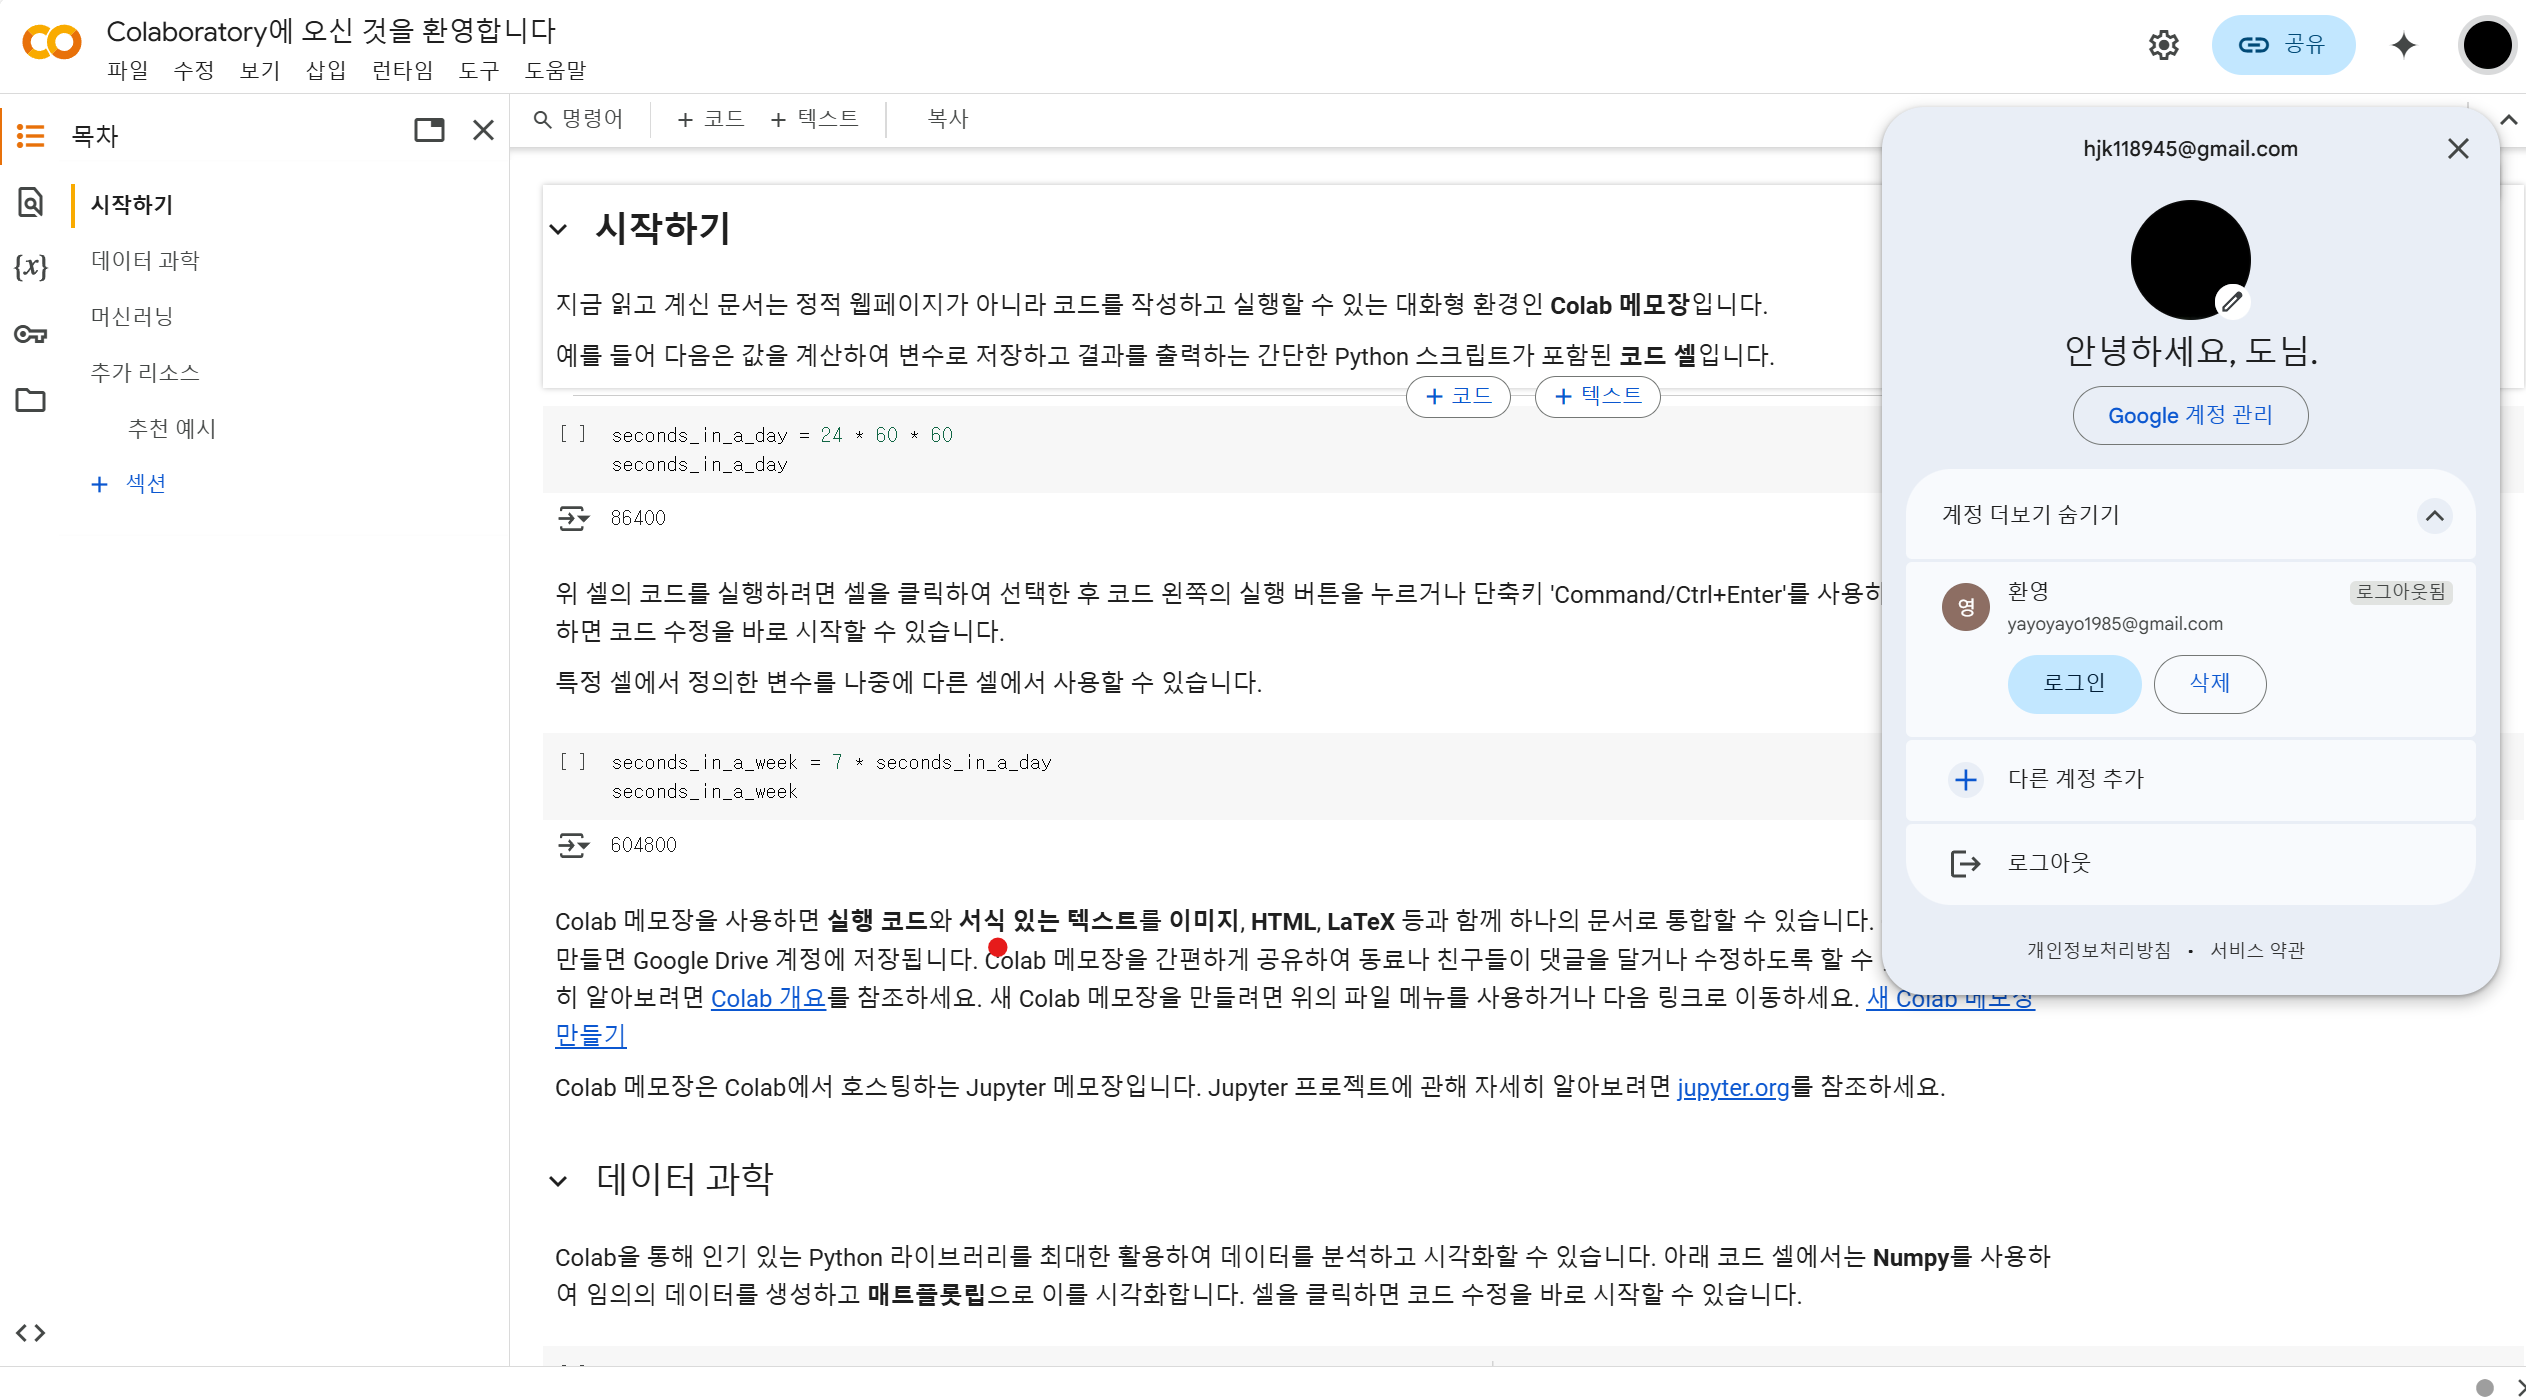 Colaboratory에 오신 것을 환영합니다
파일 수정 보기 삽입 런타임 도구 도움말
공유
목차
시작하기
데이터 과학
머신러닝
추가 리소스
추천 예시
+ 섹션
명령어 + 코드 + 텍스트 복사
시작하기
지금 읽고 계신 문서는 정적 웹페이지가 아니라 코드를 작성하고 실행할 수 있는 대화형 환경인 Colab 메모장입니다.
예를 들어 다음은 값을 계산하여 변수로 저장하고 결과를 출력하는 간단한 Python 스크립트가 포함된 코드 셀입니다.
+ 코드 + 텍스트
[ ] seconds_in_a_day = 24 * 60 * 60
seconds_in_a_day
86400
위 셀의 코드를 실행하려면 셀을 클릭하여 선택한 후 코드 왼쪽의 실행 버튼을 누르거나 단축키 'Command/Ctrl+Enter'를 사용하
하면 코드 수정을 바로 시작할 수 있습니다.
특정 셀에서 정의한 변수를 나중에 다른 셀에서 사용할 수 있습니다.
[ ] seconds_in_a_week = 7 * seconds_in_a_day
seconds_in_a_week
604800
Colab 메모장을 사용하면 실행 코드와 서식 있는 텍스트를 이미지, HTML, LaTeX 등과 함께 하나의 문서로 통합할 수 있습니다.
만들면 Google Drive 계정에 저장됩니다. Colab 메모장을 간편하게 공유하여 동료나 친구들이 댓글을 달거나 수정하도록 할 수
히 알아보려면 Colab 개요를 참조하세요. 새 Colab 메모장을 만들려면 위의 파일 메뉴를 사용하거나 다음 링크로 이동하세요. 새 Colab 메모장
만들기
Colab 메모장은 Colab에서 호스팅하는 Jupyter 메모장입니다. Jupyter 프로젝트에 관해 자세히 알아보려면 jupyter.org를 참조하세요.
데이터 과학
Colab을 통해 인기 있는 Python 라이브러리를 최대한 활용하여 데이터를 분석하고 시각화할 수 있습니다. 아래 코드 셀에서는 Numpy를 사용하
여 임의의 데이터를 생성하고 매트플롯립으로 이를 시각화합니다. 셀을 클릭하면 코드 수정을 바로 시작할 수 있습니다.
hjk118945@gmail.com
안녕하세요, 도님.
Google 계정 관리
계정 더보기 숨기기
영
환영
로그아웃됨
yayoyayo1985@gmail.com
로그인 삭제
다른 계정 추가
로그아웃
개인정보처리방침 • 서비스 약관